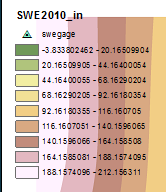 SWE2010_in
swegage
-3.833802462 - 20.16509904
20.16509905 - 44.16400054
44.16400055 - 68.16290204
68.16290205 - 92.16180354
92.16180355 - 116.160705
116.1607051 - 140.1596065
140.1596066 - 164.158508
164.1585081 - 188.1574095
188.1574096 - 212.156311